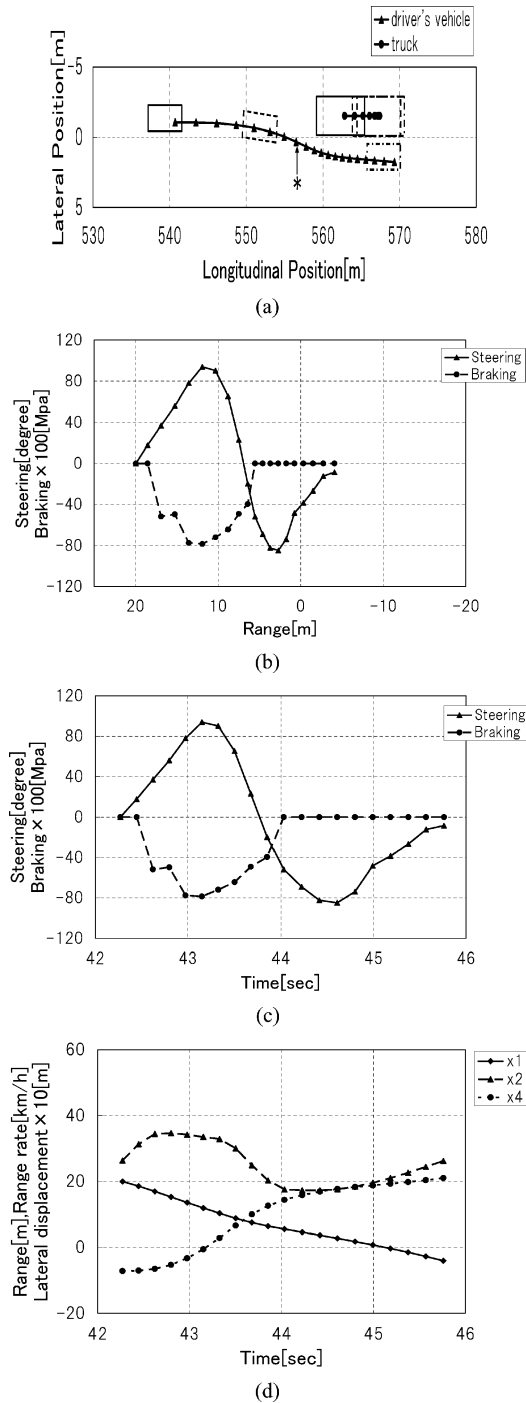 driver's vehicle
truck
-5
0
5
Lateral Position[m]
530 540 550 560 570 580
Longitudinal Position[m]
(a)
120
80
40
0
-40
-80
-120
Steering[degree]
Braking×100[Mpa]
Steering
Braking
20 10 0 -10 -20
Range[m]
(b)
120
80
40
0
-40
-80
-120
Steering[degree]
Braking×100[Mpa]
Steering
Braking
42 43 44 45 46
Time[sec]
(c)
60
40
20
0
-20
Range[m],Range rate[km/h]
Lateral displacement×10[m]
x1
x2
x4
42 43 44 45 46
Time[sec]
(d)